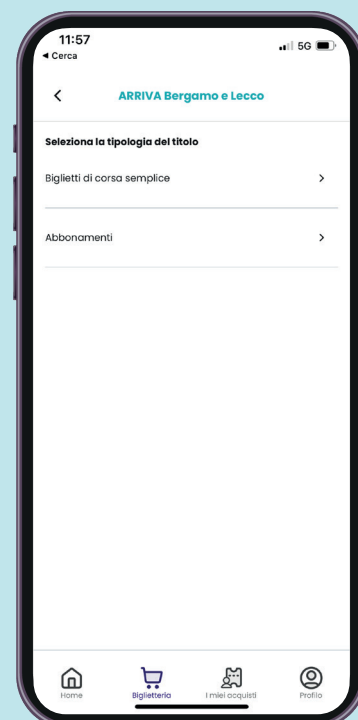 11:57
5G
◄ Cerca
ARRIVA Bergamo e Lecco
Seleziona la tipologia del titolo
Biglietti di corsa semplice
Abbonamenti
Home
Biglietteria
I miei acquisti
Profilo